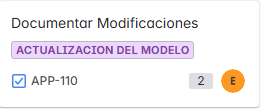 Documentar Modificaciones
ACTUALIZACION DEL MODELO
APP-110 2 E